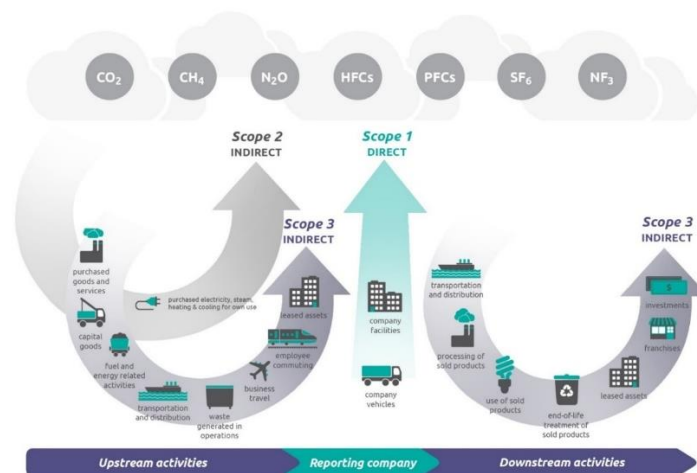 CO₂
CH₄
N₂O
HFCs
PFCs
SF₆
NF₃
Scope 2
INDIRECT
Scope 1
DIRECT
Scope 3
INDIRECT
Scope 3
INDIRECT
purchased
goods and
services
capital
goods
fuel and
energy related
activities
transportation
and distribution
waste
generated in
operations
business
travel
employee
commuting
leased assets
purchased electricity, steam,
heating & cooling for own use
company
facilities
company
vehicles
transportation
and distribution
processing of
sold products
use of sold
products
end-of-life
treatment of
sold products
leased assets
franchises
investments
$
Upstream activities
Reporting company
Downstream activities